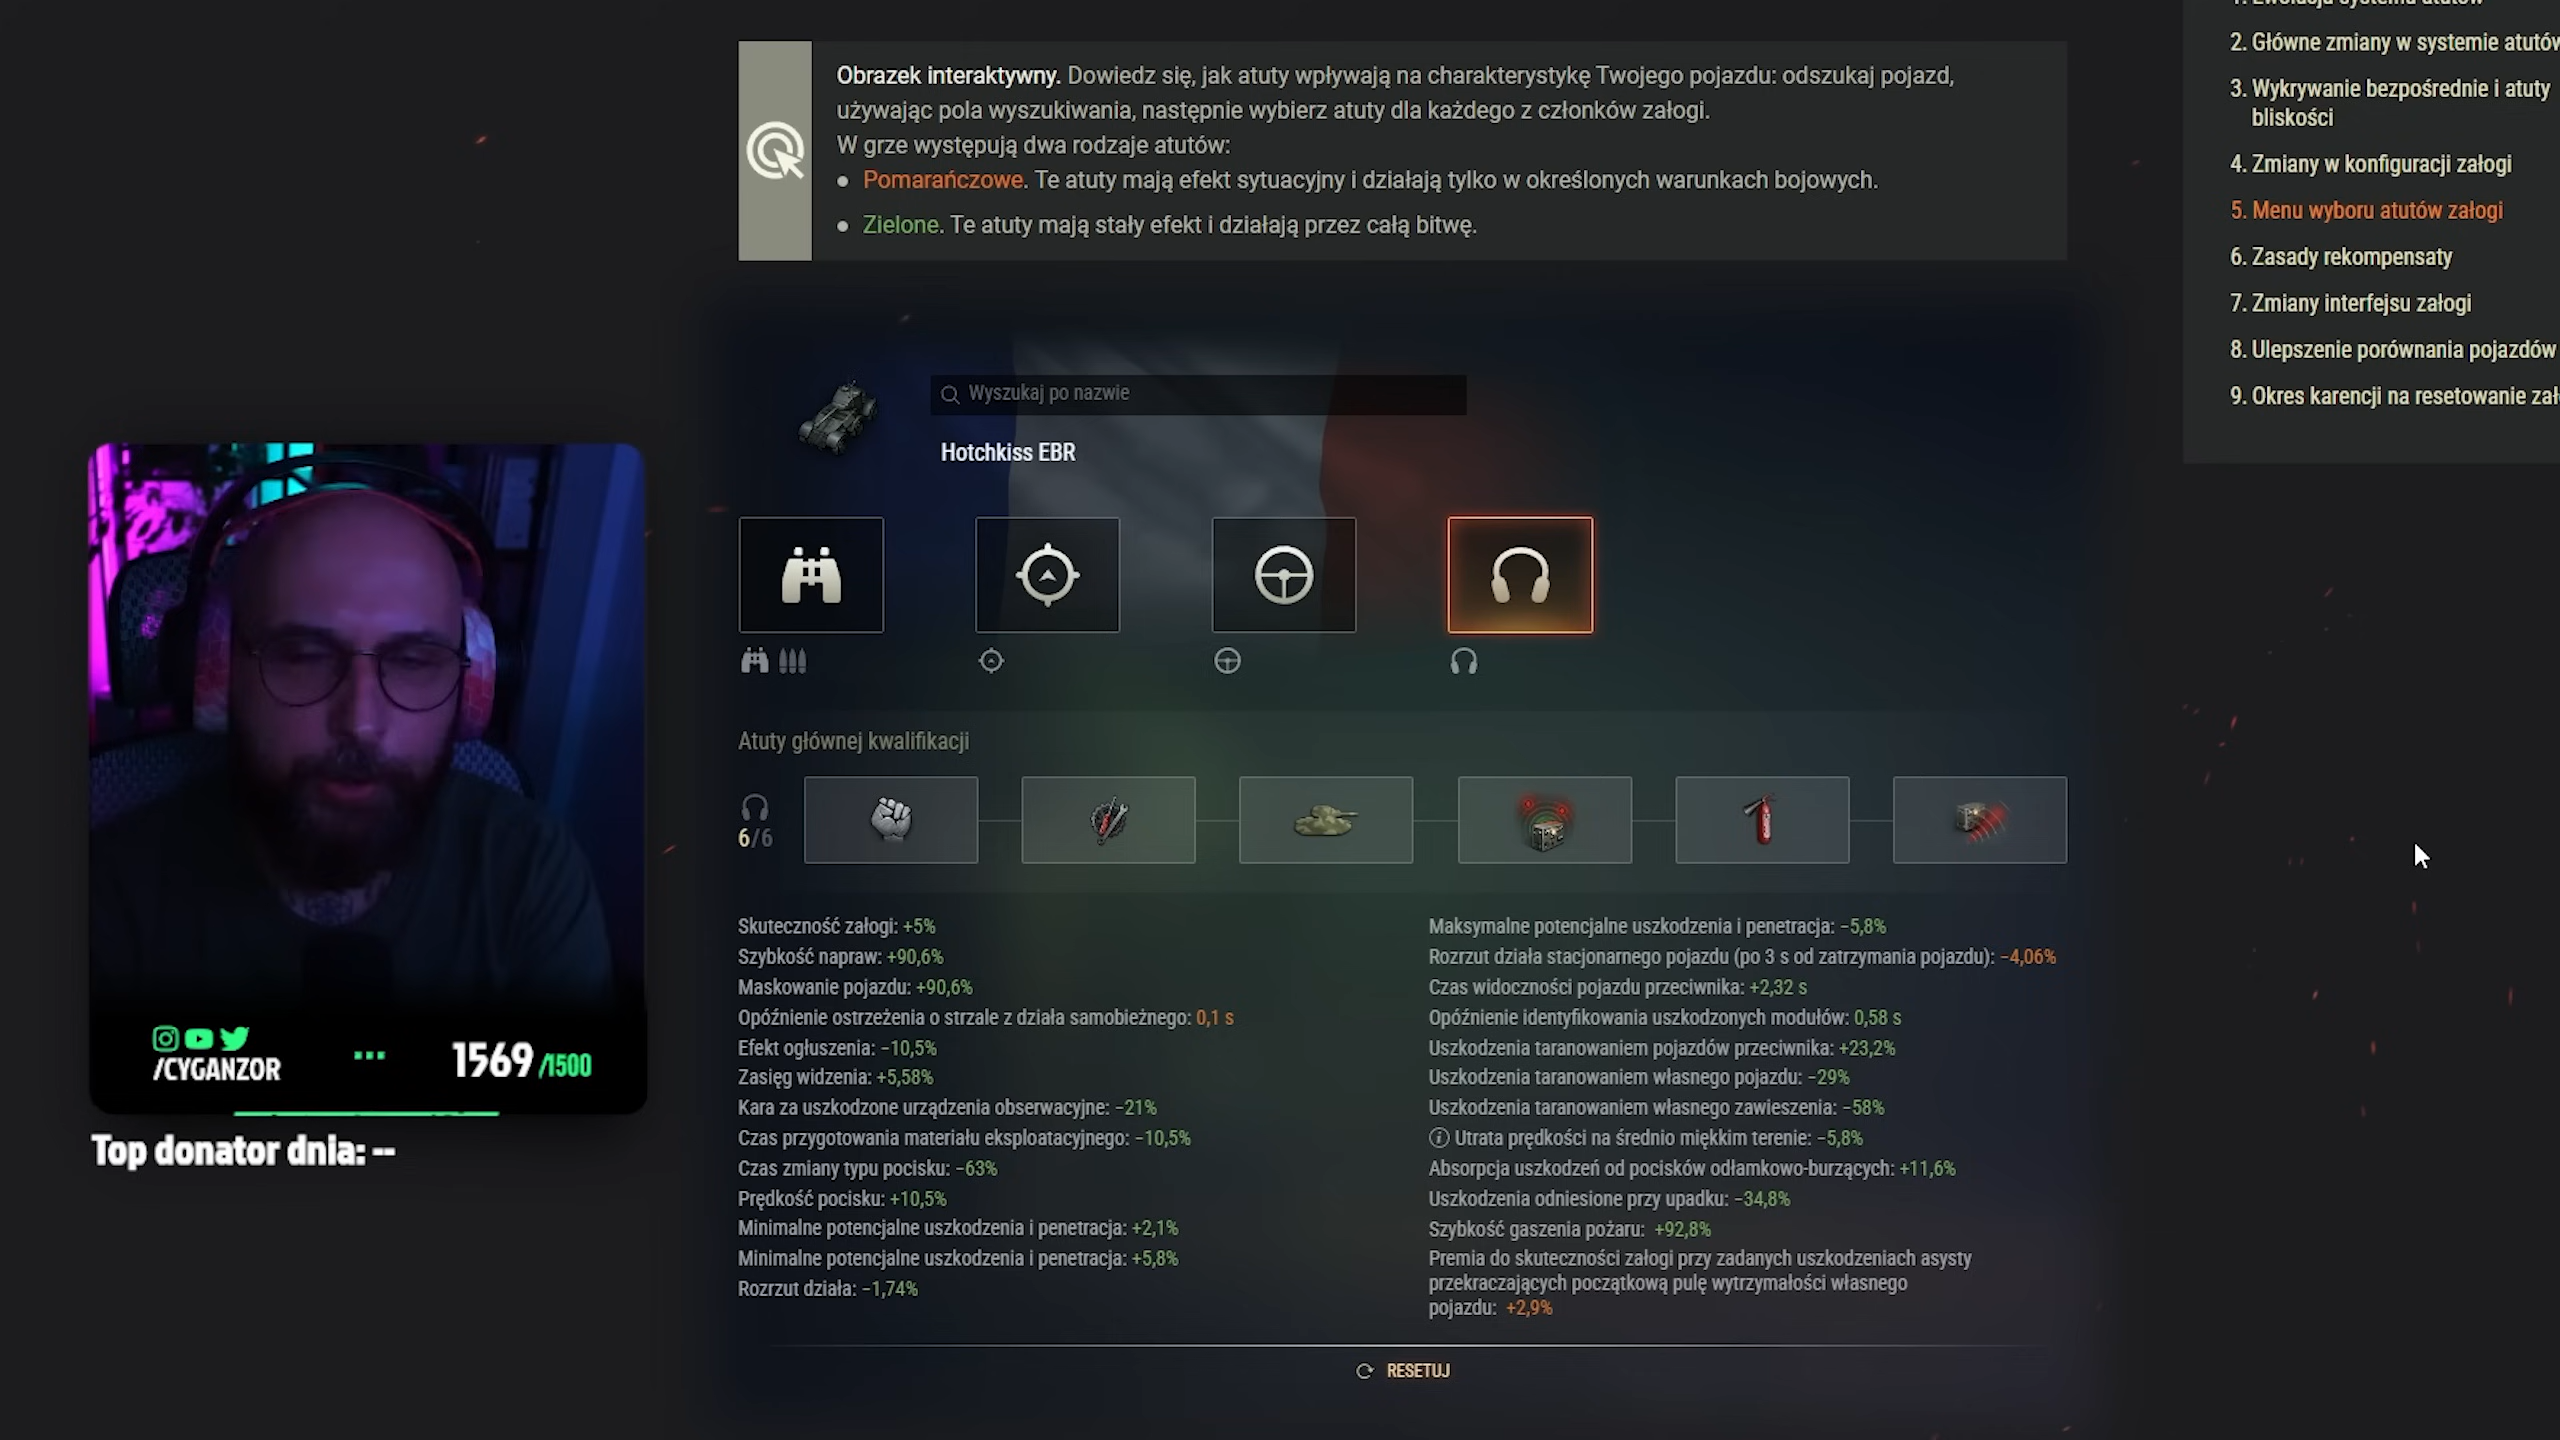 Obrazek interaktywny. Dowiedz się, jak atuty wpływają na charakterystykę Twojego pojazdu: odszukaj pojazd,
używając pola wyszukiwania, następnie wybierz atuty dla każdego z członków załogi.
W grze występują dwa rodzaje atutów:
Pomarańczowe. Te atuty mają efekt sytuacyjny i działają tylko w określonych warunkach bojowych.
Zielone. Te atuty mają stały efekt i działają przez całą bitwę.
2. Główne zmiany w systemie atutów
3. Wykrywanie bezpośrednie i atuty
bliskości
4. Zmiany w konfiguracji załogi
5. Menu wyboru atutów załogi
6. Zasady rekompensaty
7. Zmiany interfejsu załogi
8. Ulepszenie porównania pojazdów
9. Okres karencji na resetowanie zał
Wyszukaj po nazwie
Hotchkiss EBR
Atuty głównej kwalifikacji
6/6
Skuteczność załogi: +5%
Szybkość napraw: +90,6%
Maskowanie pojazdu: +90,6%
Opóźnienie ostrzeżenia o strzale z działa samobieżnego: 0,1 s
Efekt ogłuszenia: −10,5%
Zasięg widzenia: +5,58%
Kara za uszkodzone urządzenia obserwacyjne: −21%
Czas przygotowania materiału eksploatacyjnego: −10,5%
Czas zmiany typu pocisku: −63%
Prędkość pocisku: +10,5%
Minimalne potencjalne uszkodzenia i penetracja: +2,1%
Minimalne potencjalne uszkodzenia i penetracja: +5,8%
Rozrzut działa: −1,74%
Maksymalne potencjalne uszkodzenia i penetracja: −5,8%
Rozrzut działa stacjonarnego pojazdu (po 3 s od zatrzymania pojazdu): −4,06%
Czas widoczności pojazdu przeciwnika: +2,32 s
Opóźnienie identyfikowania uszkodzonych modułów: 0,58 s
Uszkodzenia taranowaniem pojazdów przeciwnika: +23,2%
Uszkodzenia taranowaniem własnego pojazdu: −29%
Uszkodzenia taranowaniem własnego zawieszenia: −58%
Utrata prędkości na średnio miękkim terenie: −5,8%
Absorpcja uszkodzeń od pocisków odłamkowo-burzących: +11,6%
Uszkodzenia odniesione przy upadku: −34,8%
Szybkość gaszenia pożaru: +92,8%
Premia do skuteczności załogi przy zadanych uszkodzeniach asysty
przekraczających początkową pulę wytrzymałości własnego
pojazdu: +2,9%
RESETUJ
/CYGANZOR
1569 /1500
Top donator dnia: --